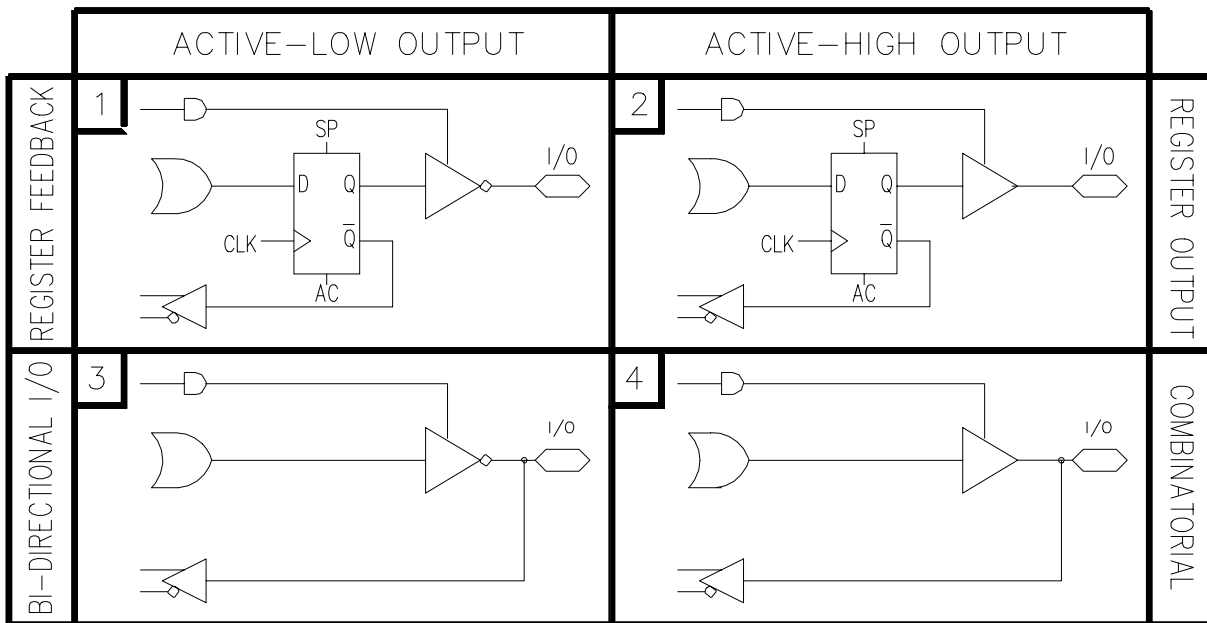 ACTIVE-LOW OUTPUT
ACTIVE-HIGH OUTPUT
REGISTER FEEDBACK
1
SP
D Q
CLK
Q̅
AC
I/O
2
SP
D Q
CLK
Q̅
AC
I/O
REGISTER OUTPUT
BI-DIRECTIONAL I/O
3
I/O
4
I/O
COMBINATORIAL